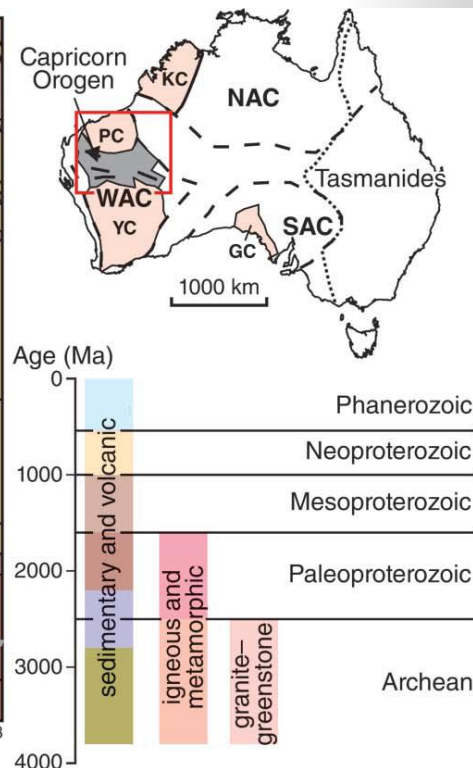 Capricorn
Orogen
KC
NAC
PC
Tasmanides
WAC
YC
SAC
GC
1000 km
Age (Ma)
0
Phanerozoic
Neoproterozoic
1000
Mesoproterozoic
2000
Paleoproterozoic
3000
Archean
4000
sedimentary and volcanic
igneous and
metamorphic
granite–
greenstone